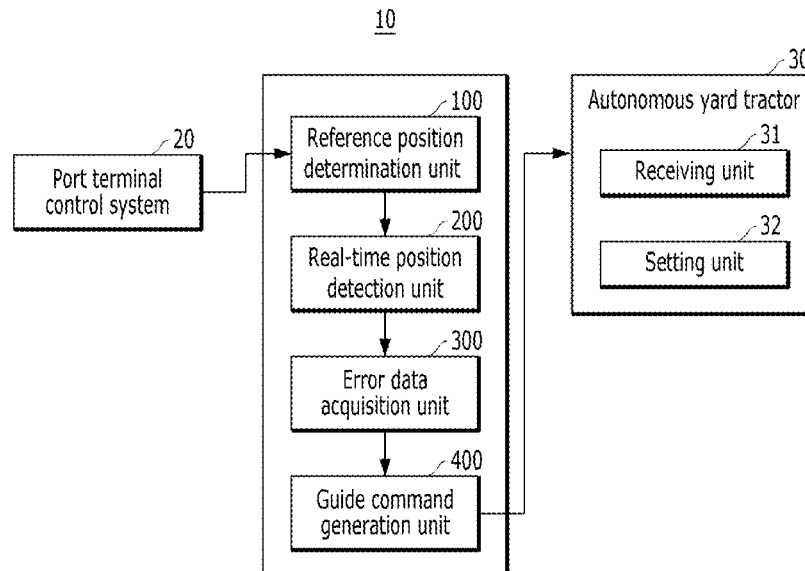 10
20
Port terminal
control system
100
Reference position
determination unit
200
Real-time position
detection unit
300
Error data
acquisition unit
400
Guide command
generation unit
30
Autonomous yard tractor
31
Receiving unit
32
Setting unit